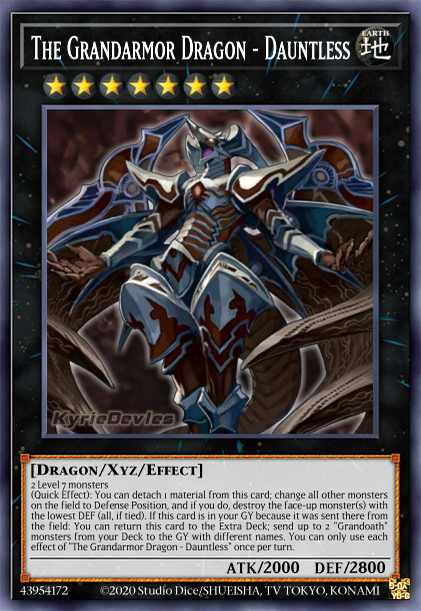 The Grandarmor Dragon - Dauntless
EARTH
地
KyrieDevles
[Dragon/Xyz/Effect]
2 Level 7 monsters
(Quick Effect): You can detach 1 material from this card; change all other monsters
on the field to Defense Position, and if you do, destroy the face-up monster(s) with
the lowest DEF (all, if tied). If this card is in your GY because it was sent there from
the field: You can return this card to the Extra Deck; send up to 2 "Grandoath"
monsters from your Deck to the GY with different names. You can only use each
effect of "The Grandarmor Dragon - Dauntless" once per turn.
ATK/2000 DEF/2800
43954172 ©2020 Studio Dice/SHUEISHA, TV TOKYO, KONAMI